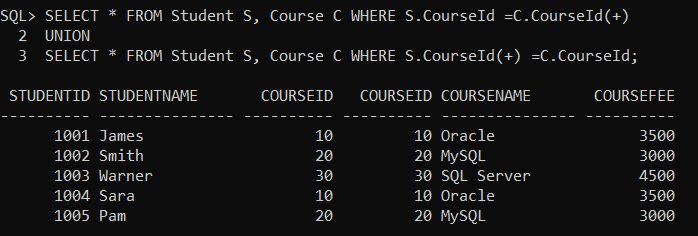 SQL> SELECT * FROM Student S, Course C WHERE S.CourseId =C.CourseId(+)
  2  UNION
  3  SELECT * FROM Student S, Course C WHERE S.CourseId(+) =C.CourseId;
 STUDENTID STUDENTNAME       COURSEID   COURSEID COURSENAME       COURSEFEE
---------- --------------- ---------- ---------- --------------- ----------
      1001 James                   10         10 Oracle                3500
      1002 Smith                   20         20 MySQL                 3000
      1003 Warner                  30         30 SQL Server            4500
      1004 Sara                    10         10 Oracle                3500
      1005 Pam                     20         20 MySQL                 3000